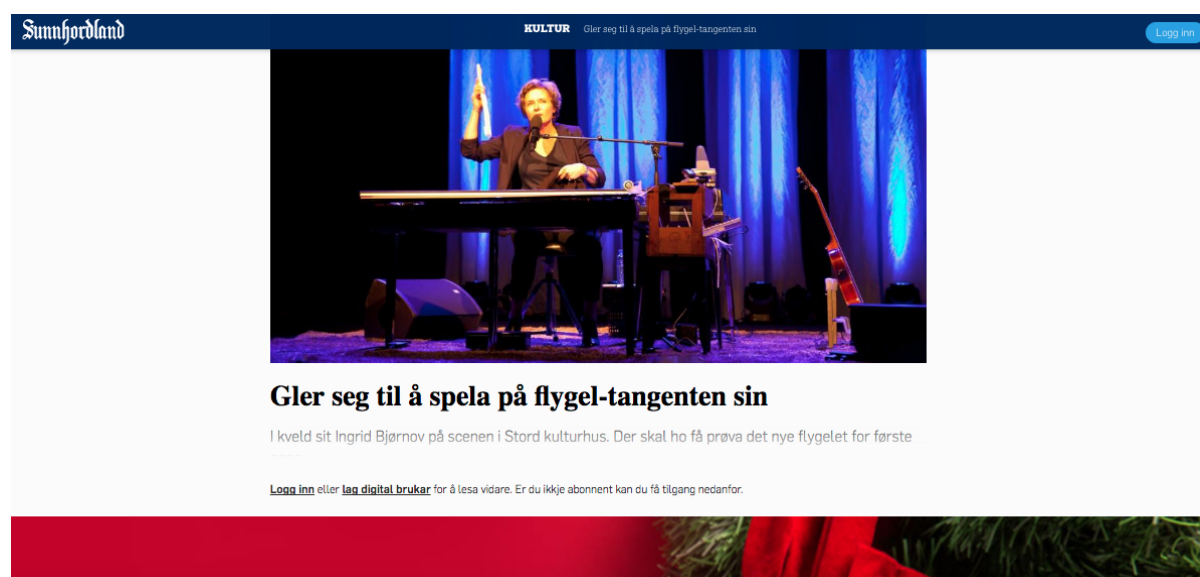 Sunnhordland
KULTUR Gler seg til å spela på flygel-tangenten sin
Logg inn
Gler seg til å spela på flygel-tangenten sin
I kveld sit Ingrid Bjørnov på scenen i Stord kulturhus. Der skal ho få prøva det nye flygelet for første
Logg inn eller lag digital brukar for å lesa vidare. Er du ikkje abonnent kan du få tilgang nedanfor.